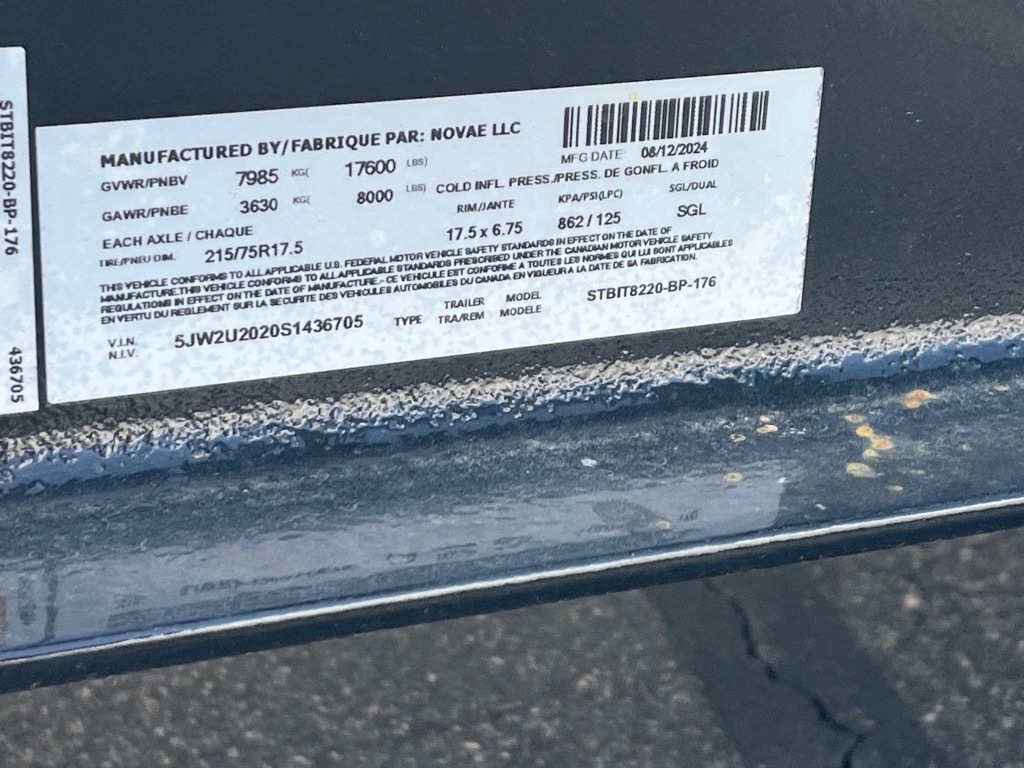 STBIT8220-BP-176
436705
MANUFACTURED BY/FABRIQUE PAR: NOVAE LLC
MFG DATE 08/12/2024
GVWR/PNBV 7985 KG( 17600 LBS)
COLD INFL. PRESS./PRESS. DE GONFL. A FROID
GAWR/PNBE 3630 KG( 8000 LBS)
RIM/JANTE KPA/PSI(LPC) SGL/DUAL
EACH AXLE / CHAQUE
TIRE/PNEU DIM. 215/75R17.5 17.5 x 6.75 862 / 125 SGL
THIS VEHICLE CONFORMS TO ALL APPLICABLE U.S. FEDERAL MOTOR VEHICLE SAFETY STANDARDS IN EFFECT ON THE DATE OF
MANUFACTURE.THIS VEHICLE CONFORMS TO ALL APPLICABLE STANDARDS PRESCRIBED UNDER THE CANADIAN MOTOR VEHICLE SAFETY
REGULATIONS IN EFFECT ON THE DATE OF MANUFACTURE.- CE VEHICULE EST CONFORME A TOUTES LES NORMES QUI LUI SONT APPLICABLES
EN VERTU DU REGLEMENT SUR LA SECURITE DES VEHICULES AUTOMOBILES DU CANADA EN VIGUEUR A LA DATE DE SA FABRICATION.
V.I.N.
N.I.V. 5JW2U2020S1436705
TYPE TRAILER MODEL STBIT8220-BP-176
TRA/REM MODELE